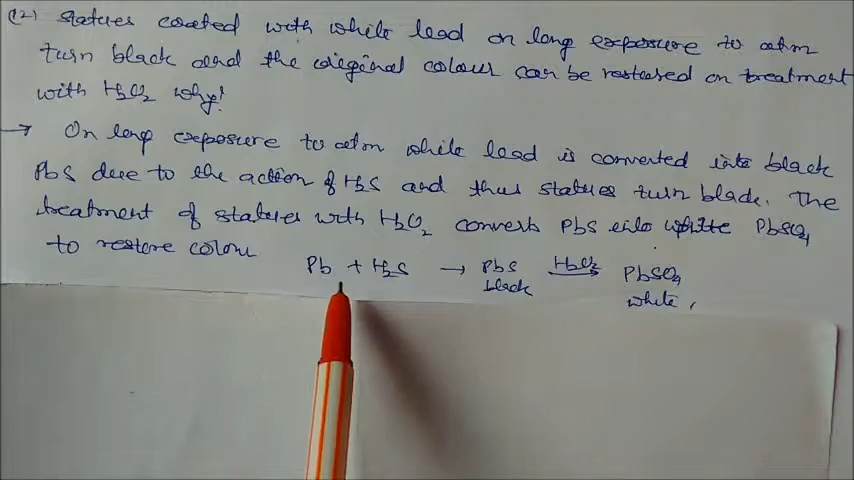 (12) Statues coated with white lead on long exposure to atm
turn black and the original colour can be restored on treatment
with H2O2 why?
→ On long exposure to atm white lead is converted into black
PbS due to the action of H2S and thus statues turn black. The
treatment of statues with H2O2 convert PbS into white PbSO4
to restore colour
Pb + H2S → PbS H2O2 → PbSO4
black white,